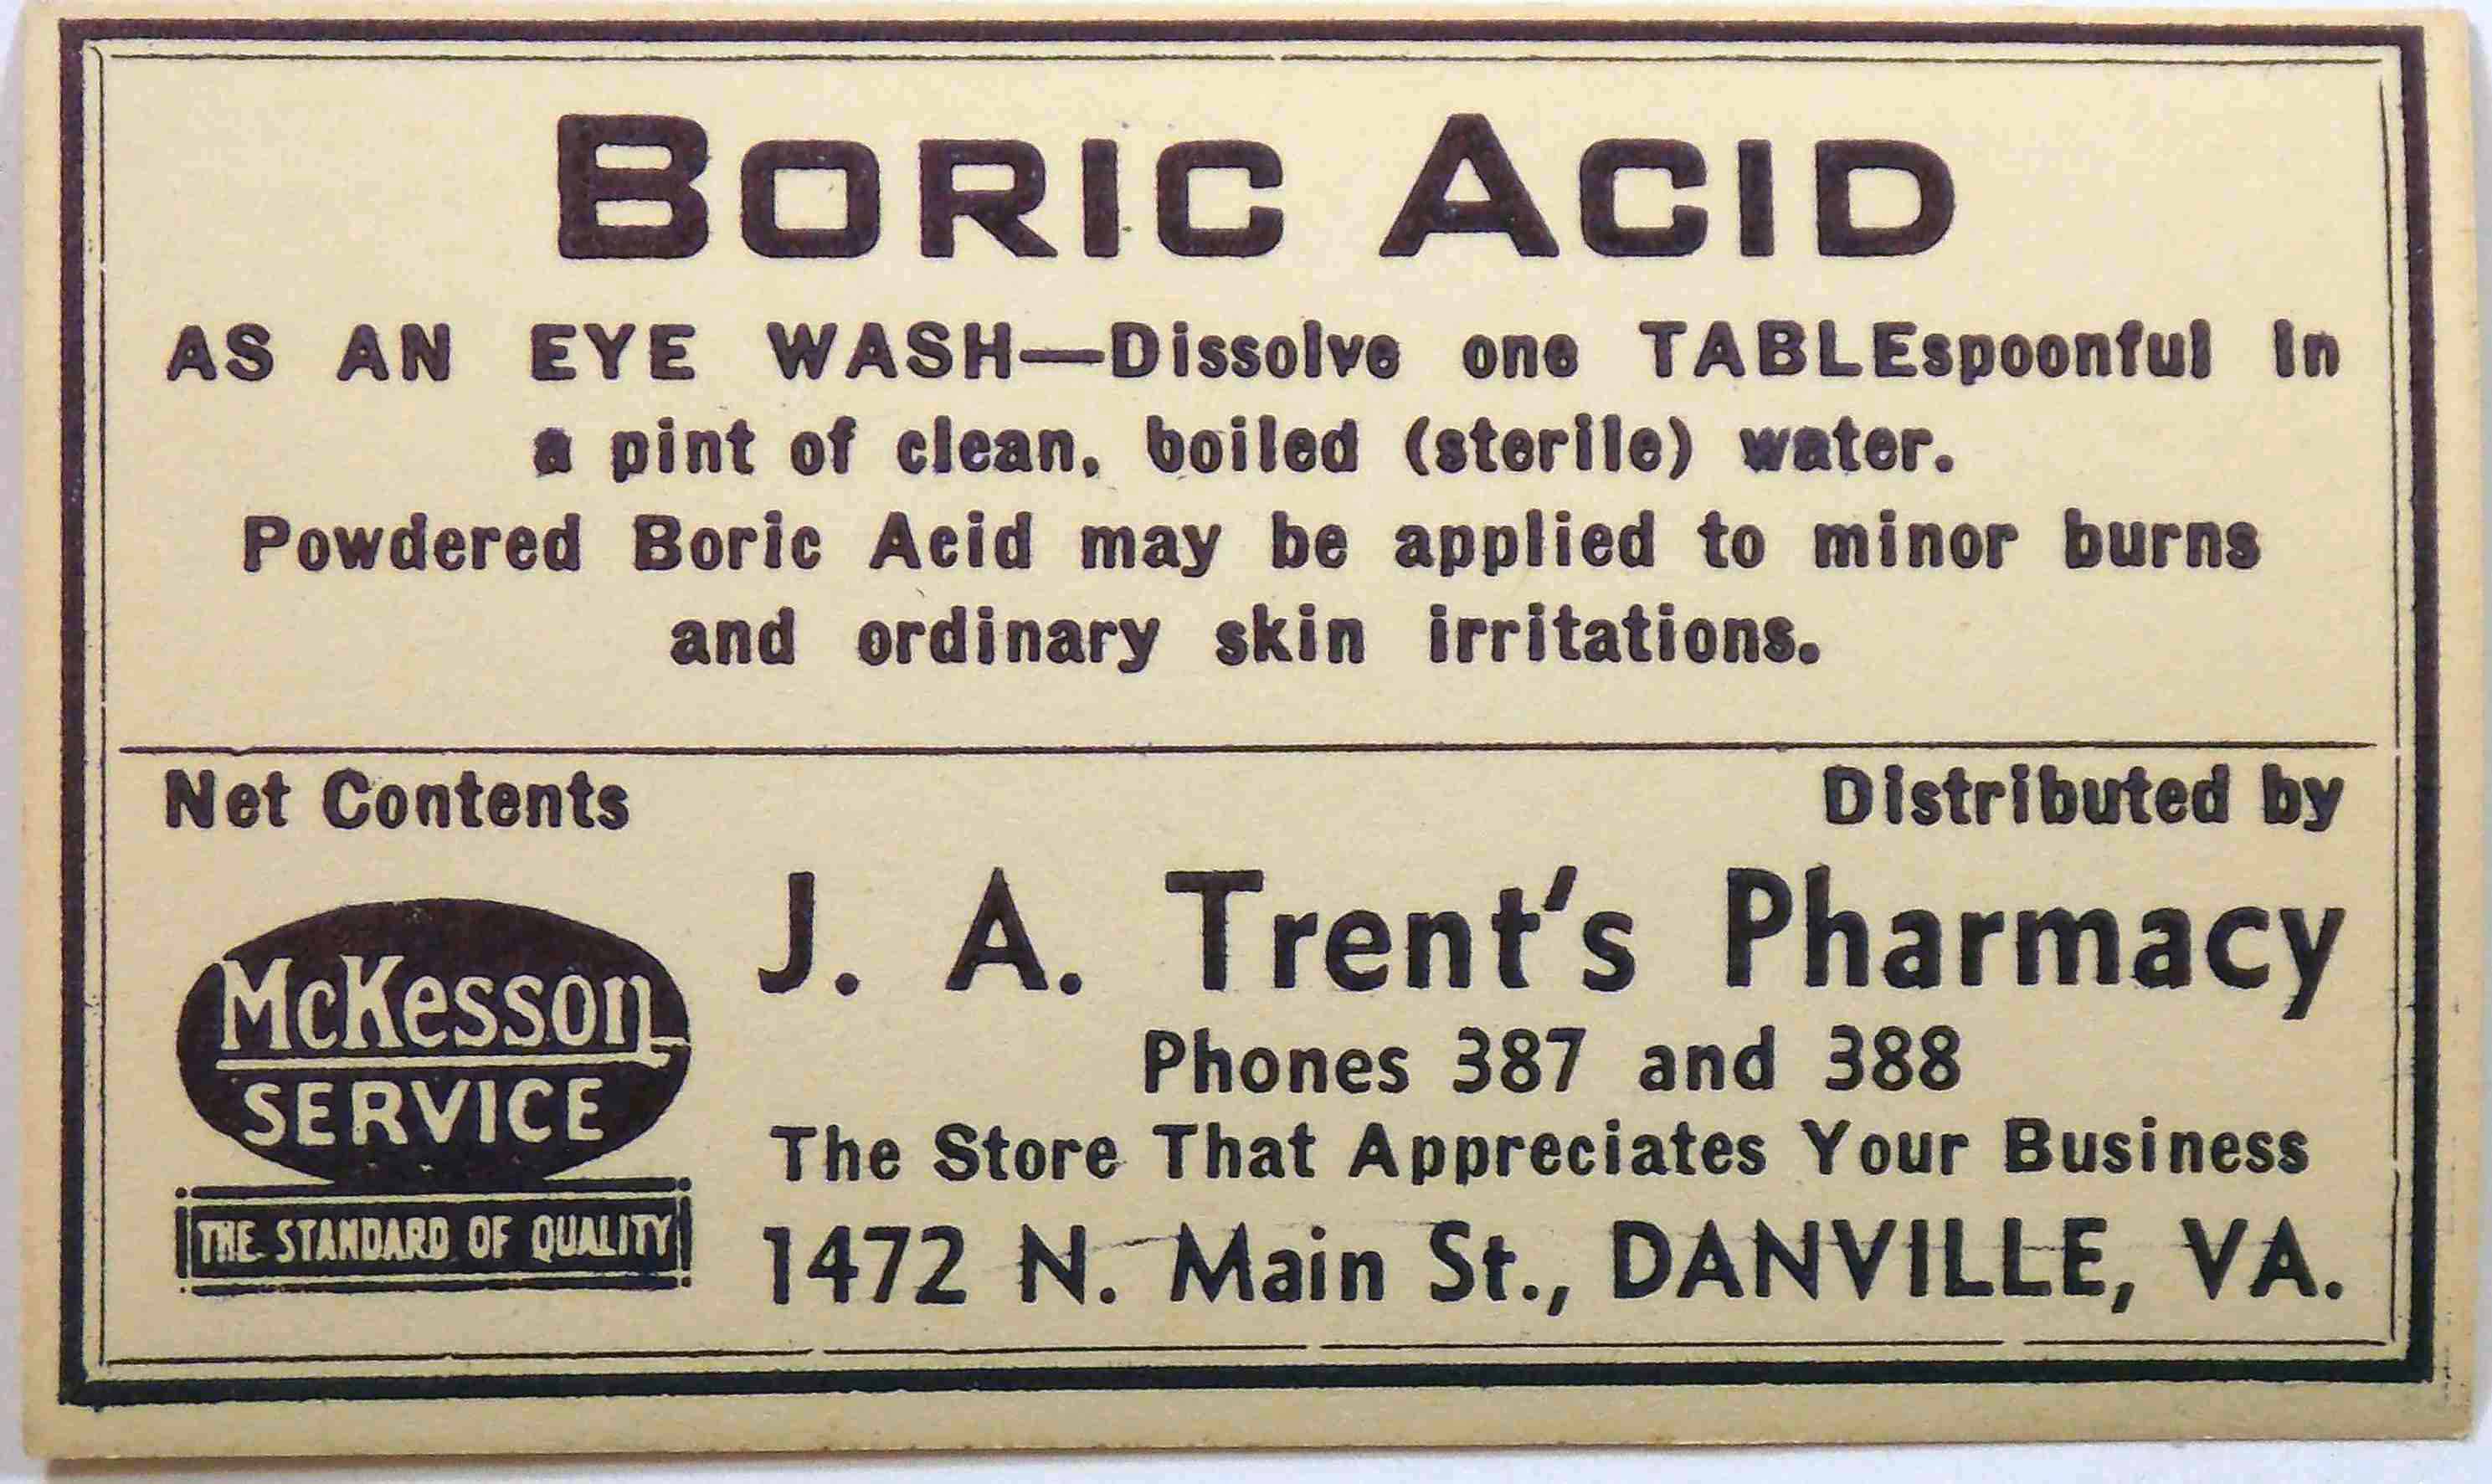 BORIC ACID
AS AN EYE WASH—Dissolve one TABLEspoonful in
a pint of clean, boiled (sterile) water.
Powdered Boric Acid may be applied to minor burns
and ordinary skin irritations.
Net Contents
Distributed by
McKesson
SERVICE
THE STANDARD OF QUALITY
J. A. Trent's Pharmacy
Phones 387 and 388
The Store That Appreciates Your Business
1472 N. Main St., DANVILLE, VA.